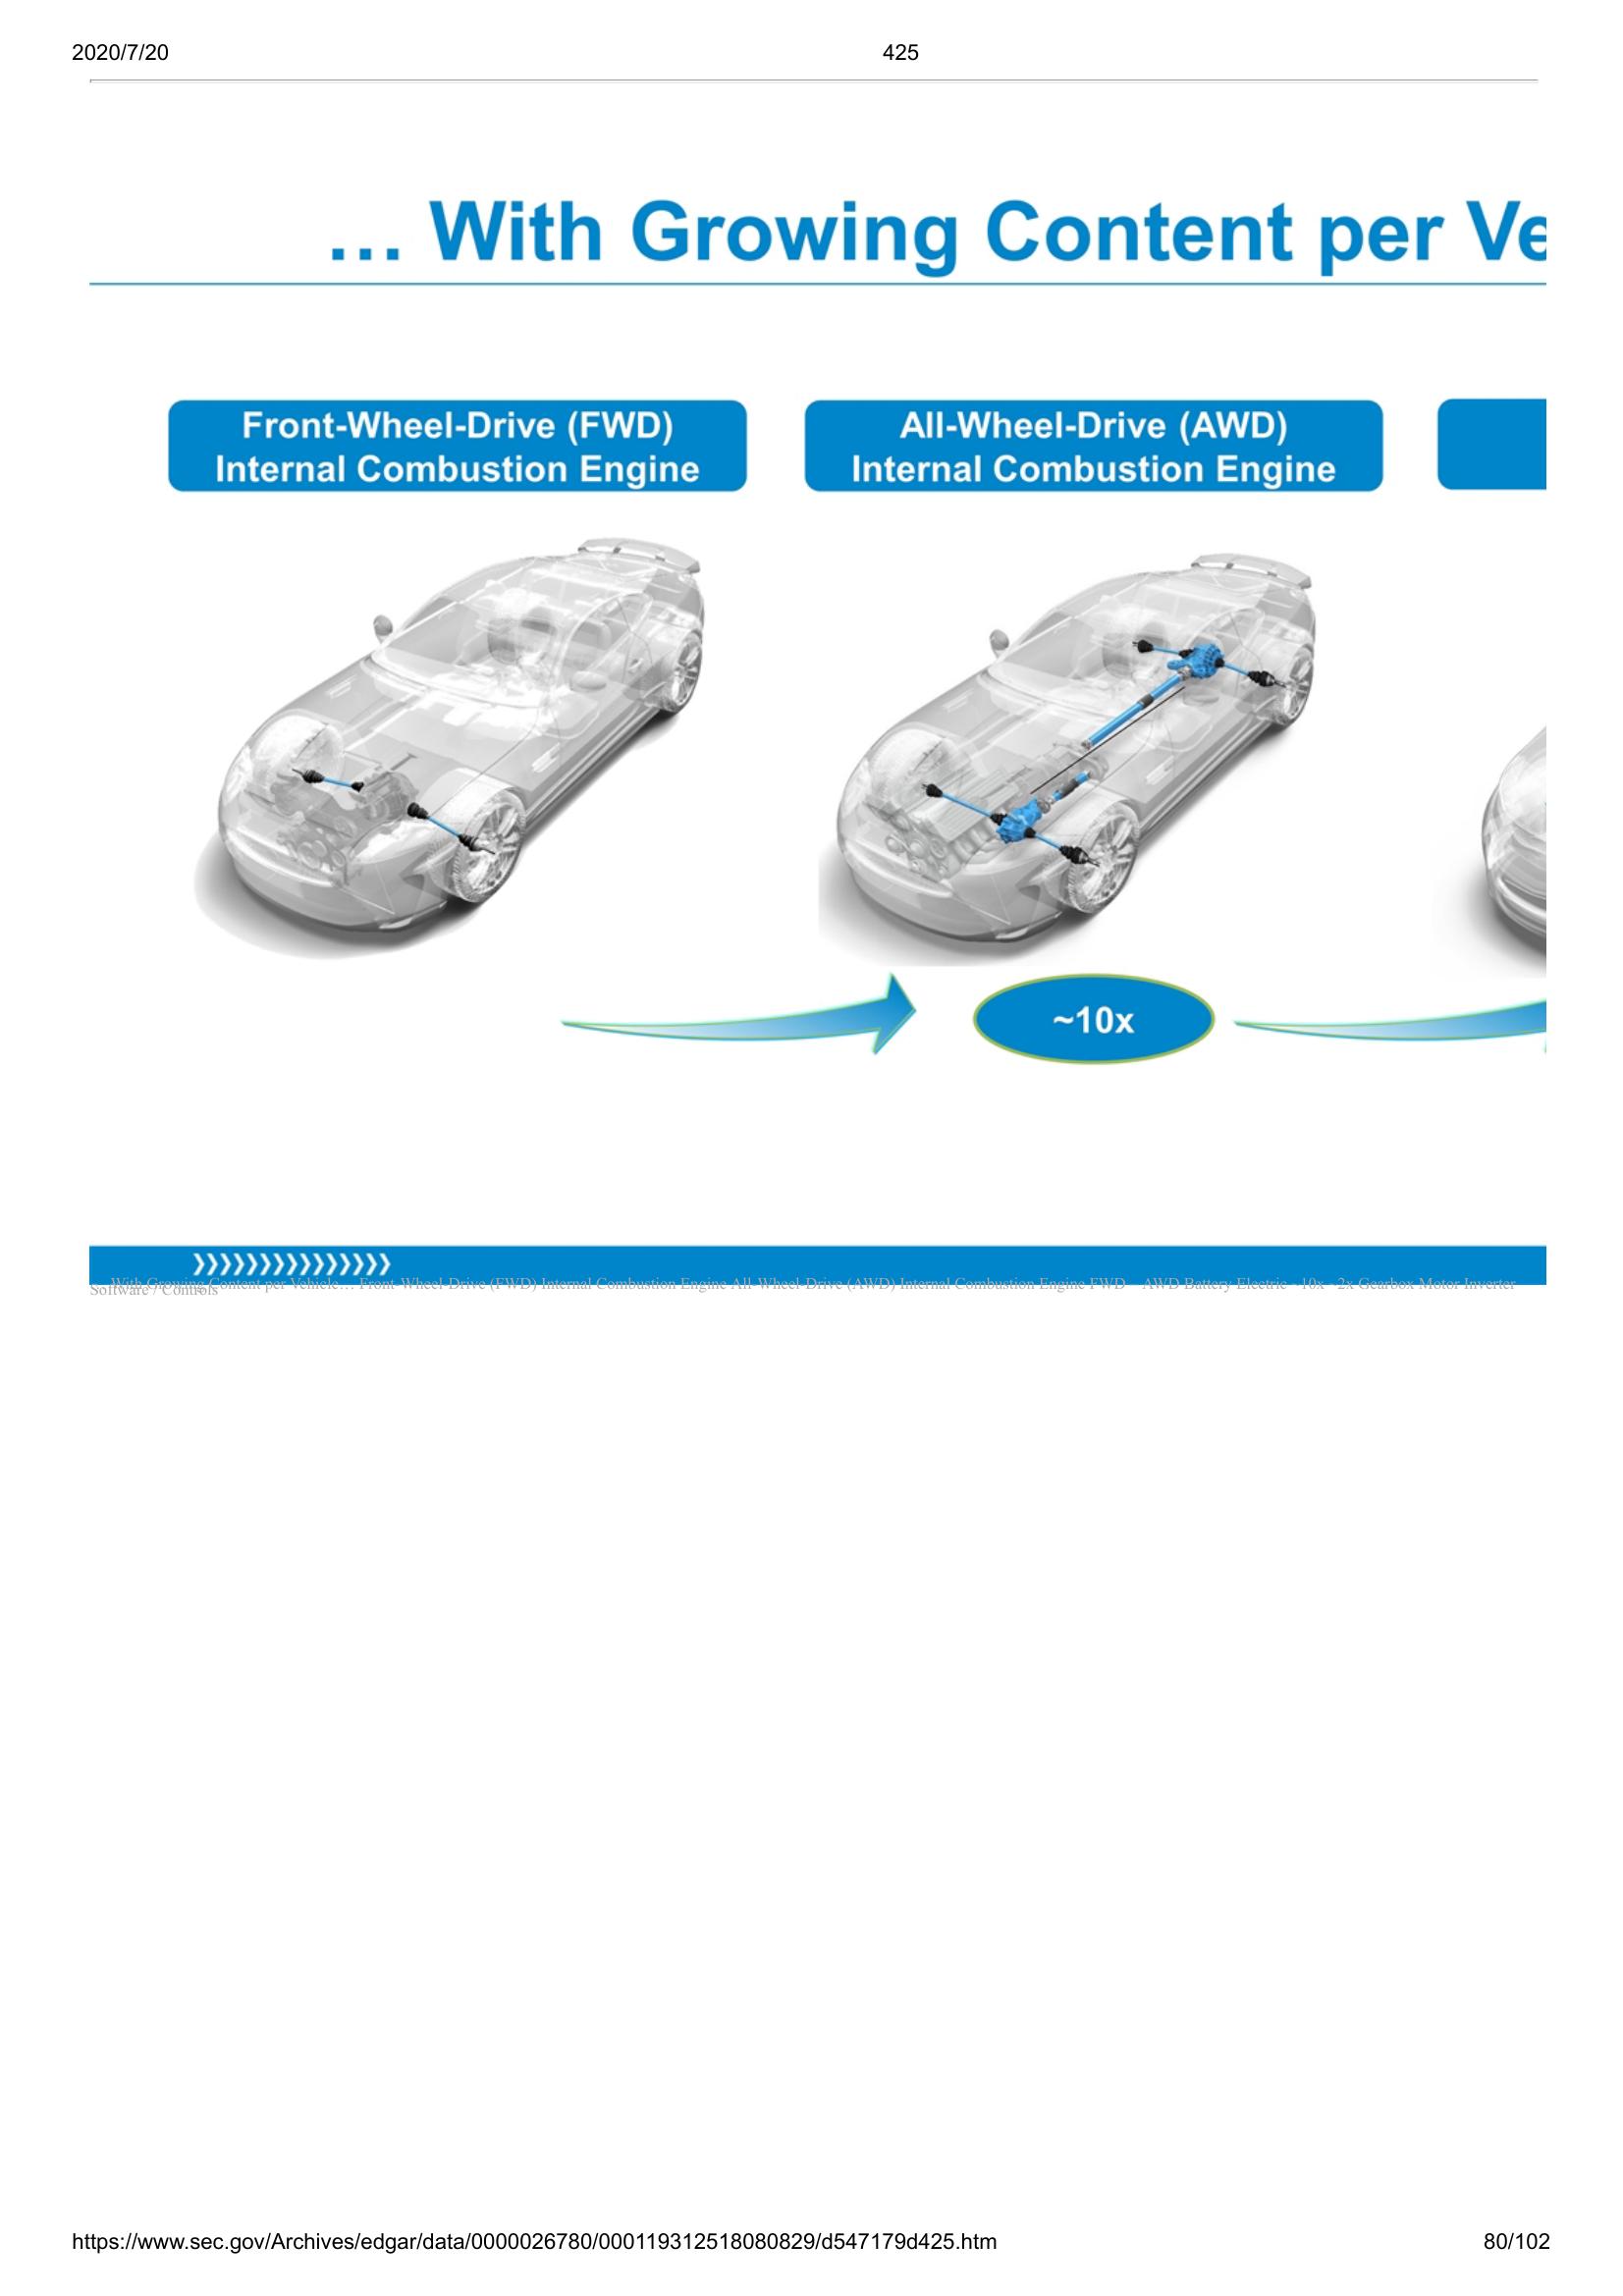 2020/7/20
425
... With Growing Content per Ve
Front-Wheel-Drive (FWD)
Internal Combustion Engine
All-Wheel-Drive (AWD)
Internal Combustion Engine
~10x
With Growing Content per Vehicle… Front-Wheel-Drive (FWD) Internal Combustion Engine All-Wheel-Drive (AWD) Internal Combustion Engine FWD – AWD Battery Electric ~10x ~2x Gearbox Motor Inverter
Software / Controls
https://www.sec.gov/Archives/edgar/data/0000026780/000119312518080829/d547179d425.htm
80/102